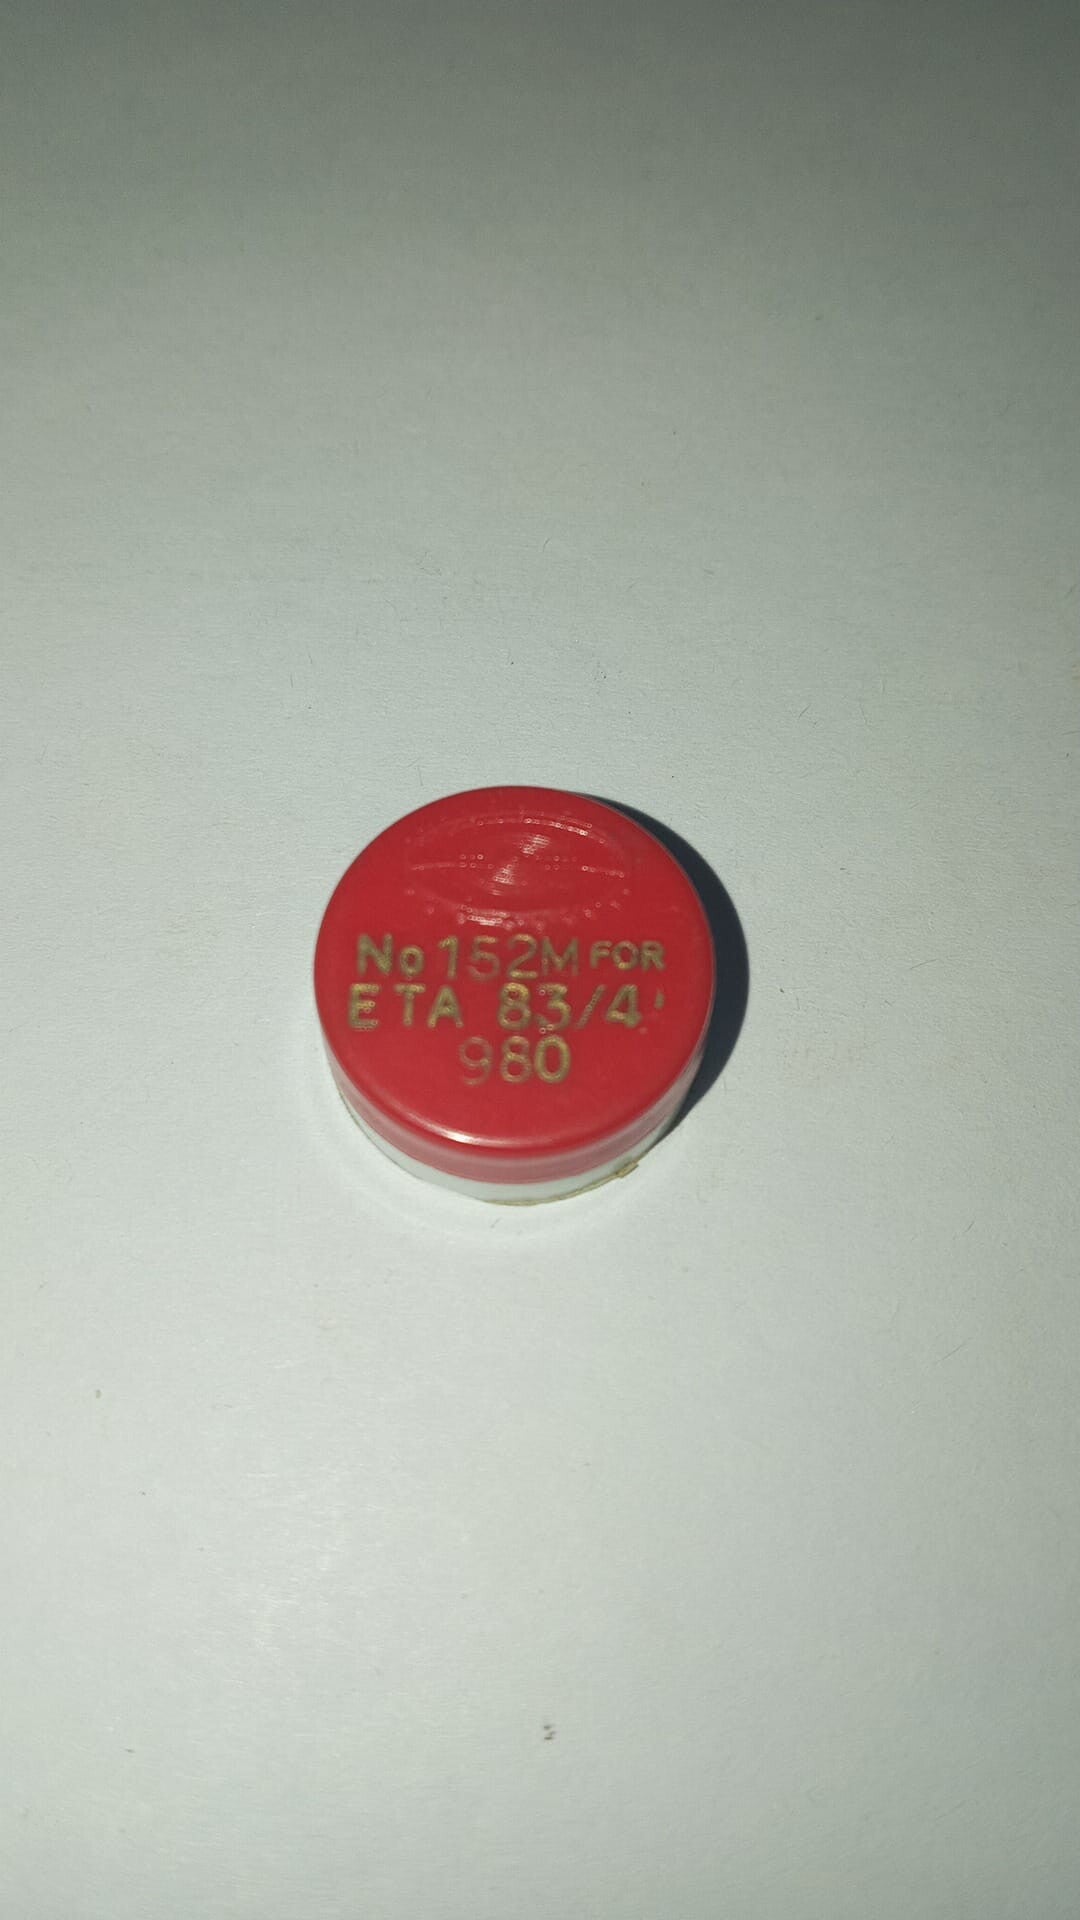 No 152M FOR
ETA 83/4'
980